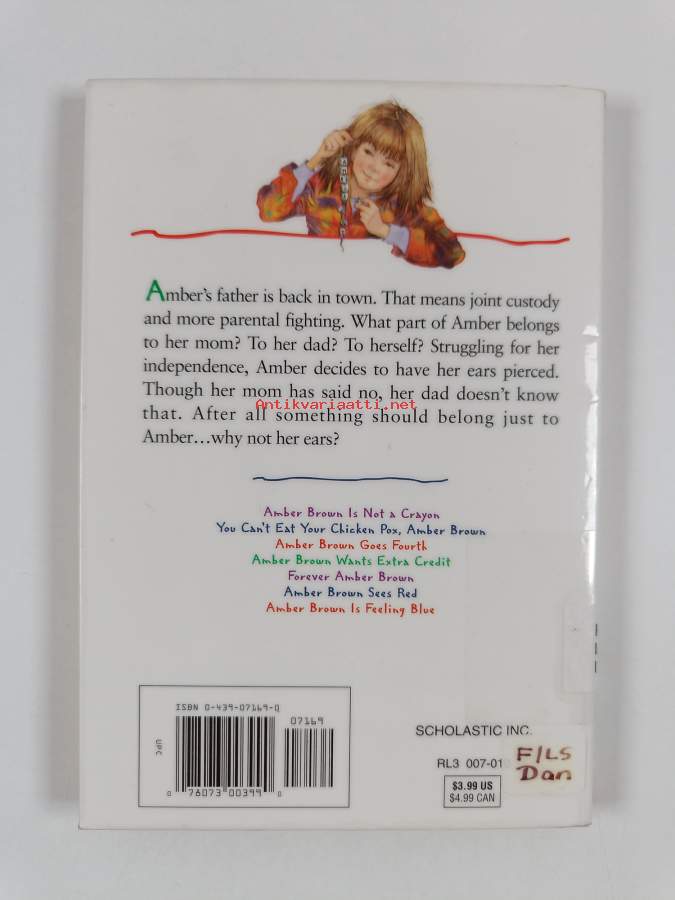 Amber's father is back in town. That means joint custody
and more parental fighting. What part of Amber belongs
to her mom? To her dad? To herself? Struggling for her
independence, Amber decides to have her ears pierced.
Though her mom has said no, her dad doesn't know
Antikvariaatti.net
that. After all something should belong just to
Amber...why not her ears?
Amber Brown Is Not a Crayon
You Can't Eat Your Chicken Pox, Amber Brown
Amber Brown Goes Fourth
Amber Brown Wants Extra Credit
Forever Amber Brown
Amber Brown Sees Red
Amber Brown Is Feeling Blue
ISBN 0-439-07169-0
07169
UPC
0 76073 00399 0
SCHOLASTIC INC.
RL3 007-01
F/LS
Dan
$3.99 US
$4.99 CAN